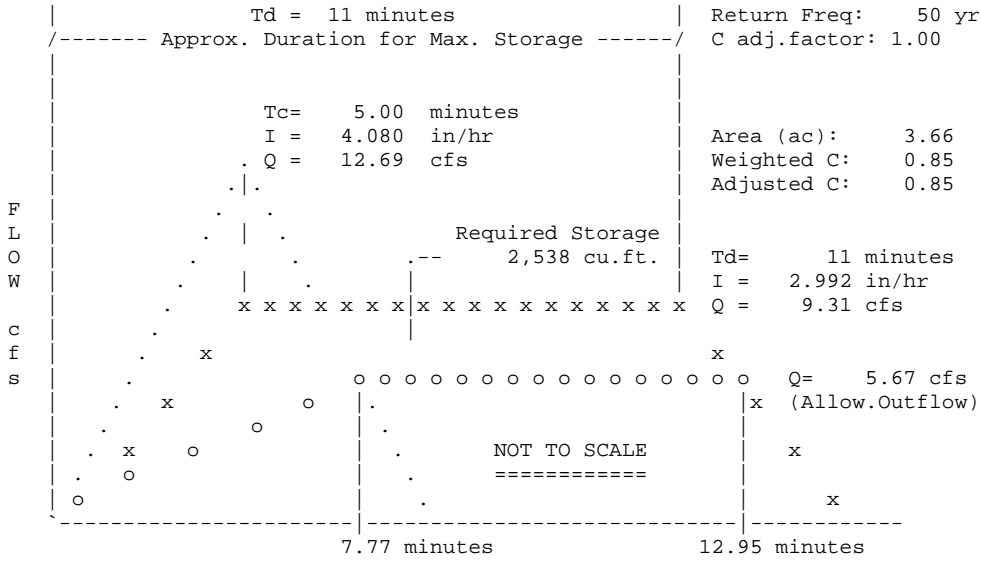 Td = 11 minutes Return Freq: 50 yr
/------- Approx. Duration for Max. Storage ------/ C adj.factor: 1.00
Tc= 5.00 minutes
I = 4.080 in/hr Area (ac): 3.66
. Q = 12.69 cfs Weighted C: 0.85
.|. Adjusted C: 0.85
F . .
L . | . Required Storage
O . . .-- 2,538 cu.ft. Td= 11 minutes
W . | . | I = 2.992 in/hr
. x x x x x x x|x x x x x x x x x x x Q = 9.31 cfs
c . |
f . x x
s . o o o o o o o o o o o o o o o o Q= 5.67 cfs
. x o |. |x (Allow.Outflow)
. o | . |
. x o | . NOT TO SCALE | x
. o | . ============ |
o | . | x
`-----------------------|-----------------------------|------------
7.77 minutes 12.95 minutes